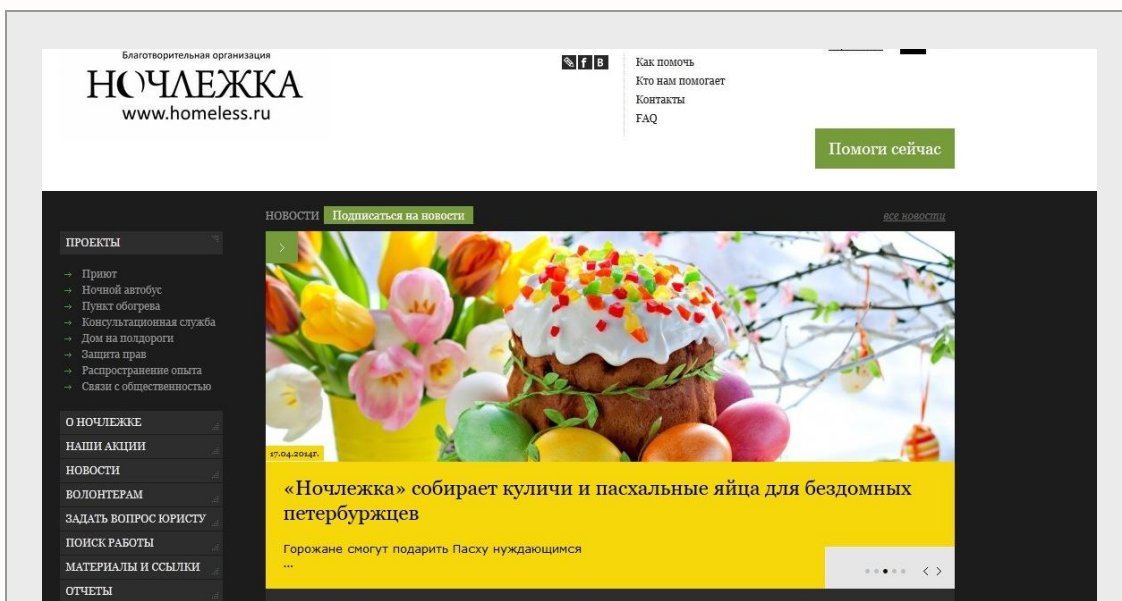 Благотворительная организация
НОЧЛЕЖКА
www.homeless.ru
f В
Как помочь
Кто нам помогает
Контакты
FAQ
Помоги сейчас
НОВОСТИ Подписаться на новости
все новости
ПРОЕКТЫ
Приют
Ночной автобус
Пункт обогрева
Консультационная служба
Дом на полдороги
Защита прав
Распространение опыта
Связи с общественностью
О НОЧЛЕЖКЕ
НАШИ АКЦИИ
НОВОСТИ
ВОЛОНТЕРАМ
ЗАДАТЬ ВОПРОС ЮРИСТУ
ПОИСК РАБОТЫ
МАТЕРИАЛЫ И ССЫЛКИ
ОТЧЕТЫ
17.04.2014г.
«Ночлежка» собирает куличи и пасхальные яйца для бездомных
петербуржцев
Горожане смогут подарить Пасху нуждающимся
...